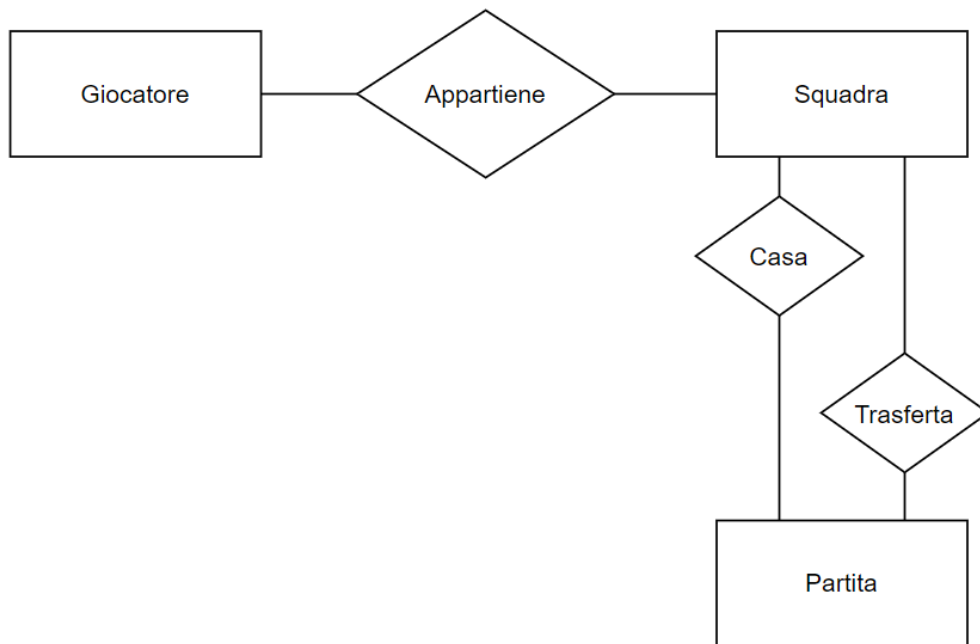 Giocatore
Appartiene
Squadra
Casa
Trasferta
Partita